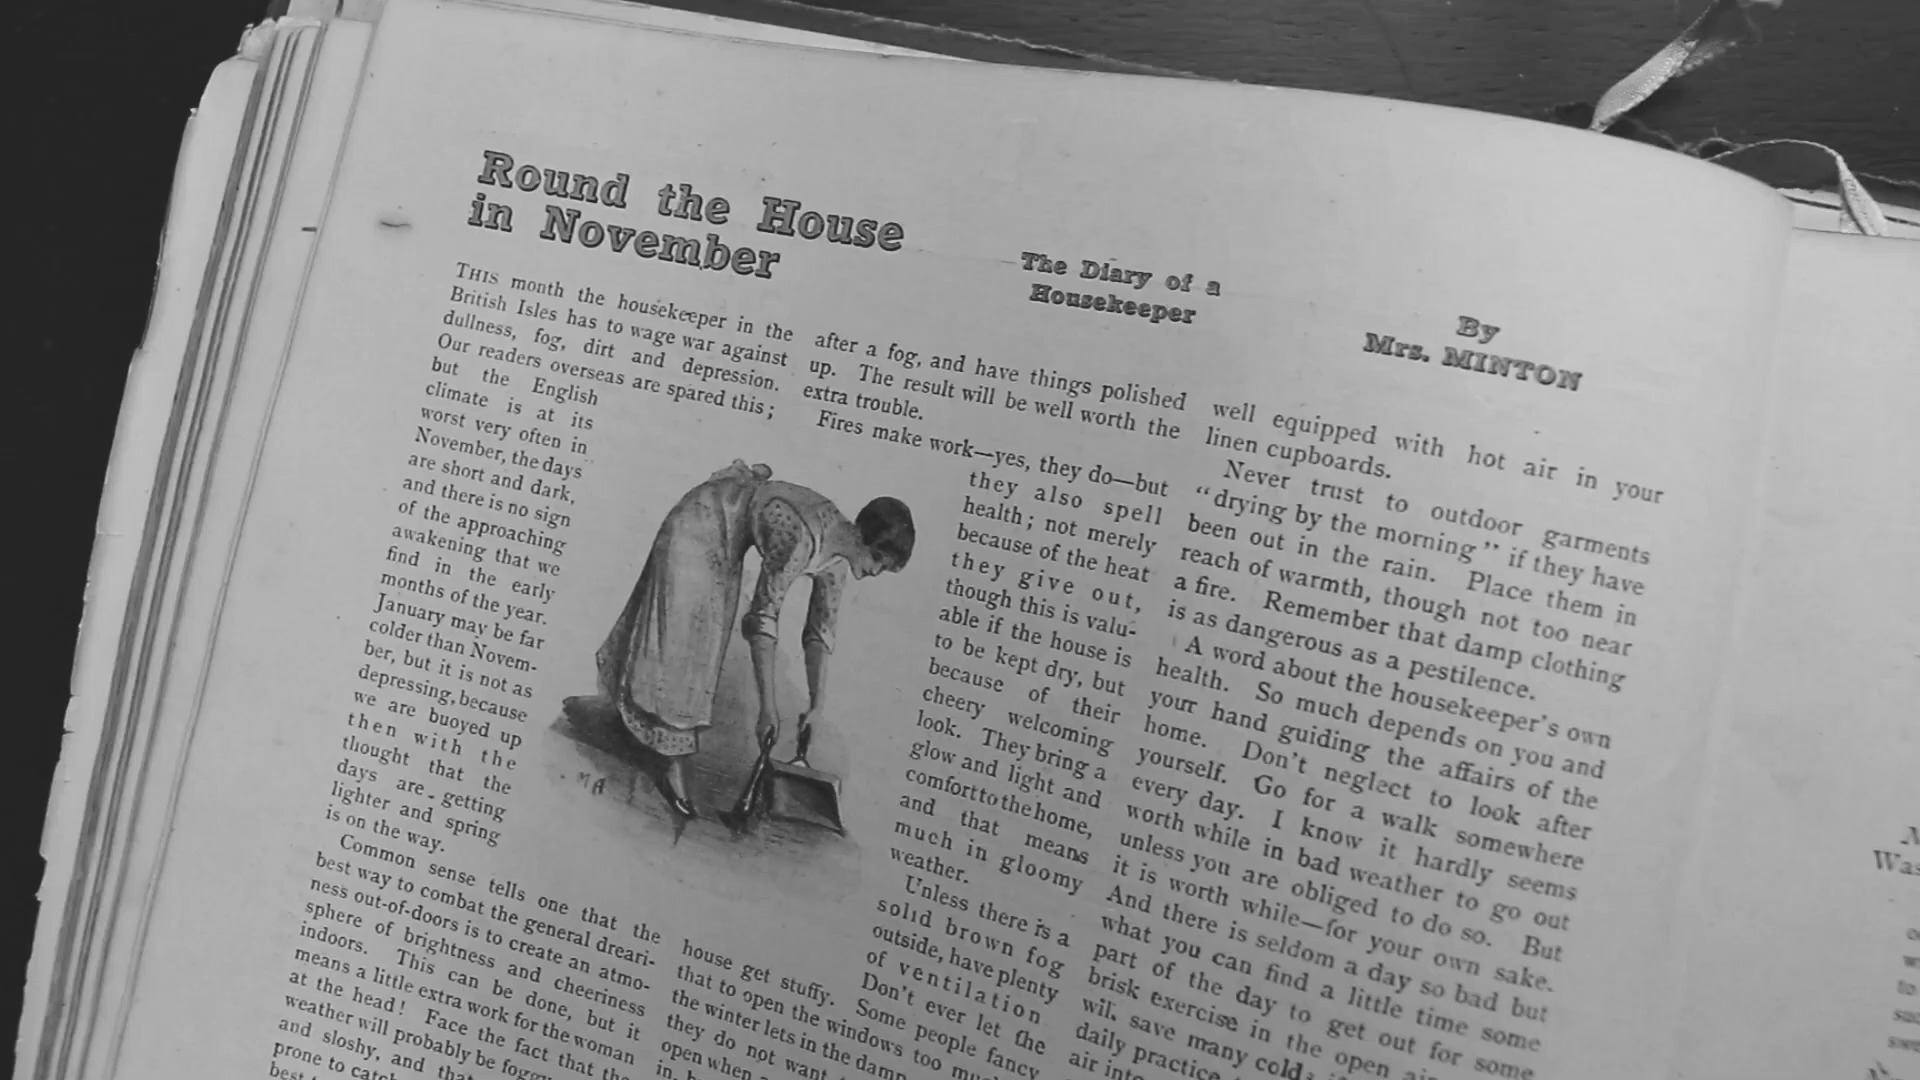 Round the House
in November
The Diary of a
Housekeeper
By
Mrs. MINTON
THIS month the housekeeper in the
British Isles has to wage war against
dullness, fog, dirt and depression.
Our readers overseas are spared this;
but the English
climate is at its
worst very often in
November, the days
are short and dark,
and there is no sign
of the approaching
awakening that we
find in the early
months of the year.
January may be far
colder than Novem-
ber, but it is not as
depressing, because
we are buoyed up
then with the
thought that the
days are getting
lighter and spring
is on the way.
Common sense tells one that the
best way to combat the general dreari-
ness out-of-doors is to create an atmo-
sphere of brightness and cheeriness
indoors. This can be done, but it
means a little extra work for the woman
at the head! Face the fact that the
weather will probably be foggy
and sloshy, and that
prone to catch
best
MA
after a fog, and have things polished
up. The result will be well worth the
extra trouble.
Fires make work—yes, they do—but
they also spell
health; not merely
because of the heat
they give out,
though this is valu-
able if the house is
to be kept dry, but
because of their
cheery welcoming
look. They bring a
glow and light and
comfort to the home,
and that means
much in gloomy
weather.
Unless there is a
solid brown fog
outside, have plenty
of ventilation
Don't ever let the
house get stuffy. Some people fancy
that to open the windows too much
the winter lets in the damp
they do not want
open when
in,
well equipped with hot air in your
linen cupboards.
Never trust to outdoor garments
"drying by the morning" if they have
been out in the rain. Place them in
reach of warmth, though not too near
a fire. Remember that damp clothing
is as dangerous as a pestilence.
A word about the housekeeper's own
health. So much depends on you and
your hand guiding the affairs of the
home. Don't neglect to look after
yourself. Go for a walk somewhere
every day. I know it hardly seems
worth while in bad weather to go out
unless you are obliged to do so. But
it is worth while—for your own sake.
And there is seldom a day so bad but
what you can find a little time some
part of the day to get out for some
brisk exercise in the open air
will save many colds
daily practice
air into
Was